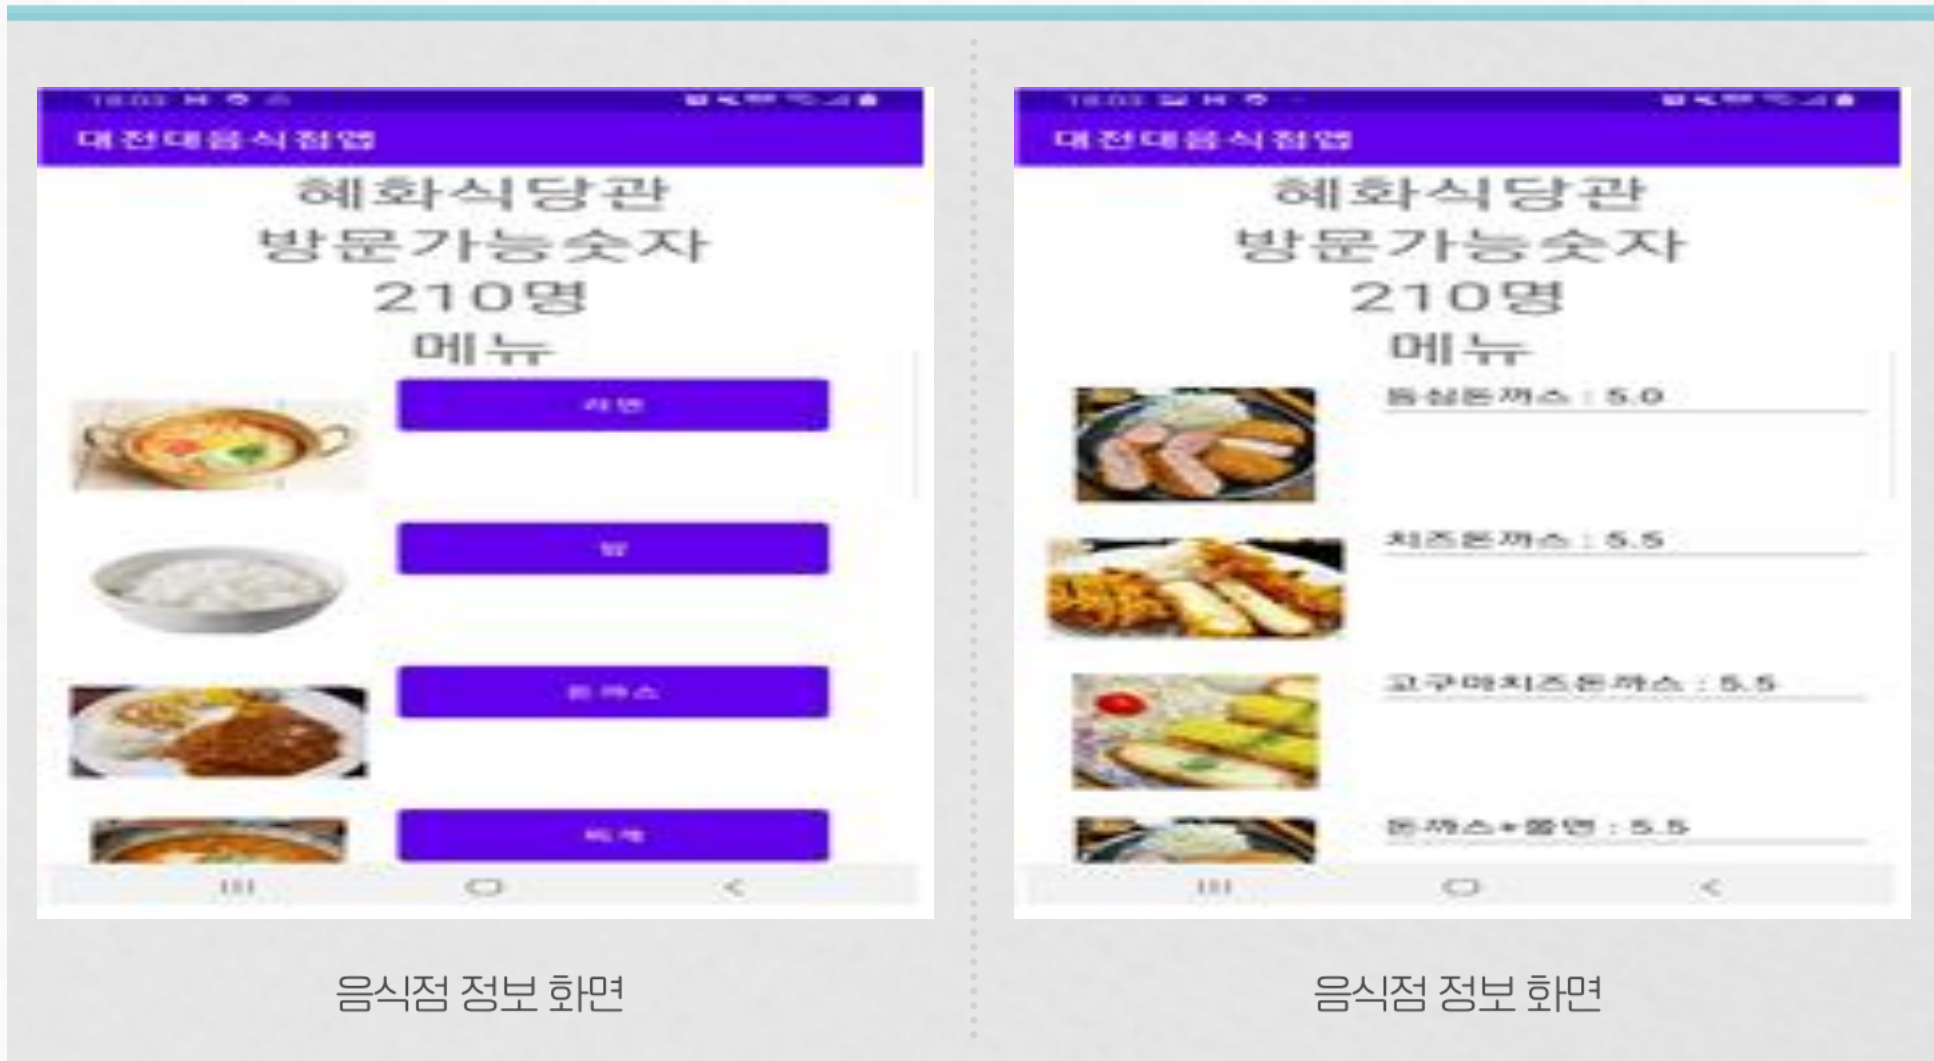 18:03
대전대음식점앱
혜화식당관
방문가능숫자
210명
메뉴
라면
밥
돈까스
찌개
음식점 정보 화면
18:03
대전대음식점앱
혜화식당관
방문가능숫자
210명
메뉴
등심돈까스 : 5.0
치즈돈까스 : 5.5
고구마치즈돈까스 : 5.5
돈까스+쫄면 : 5.5
음식점 정보 화면